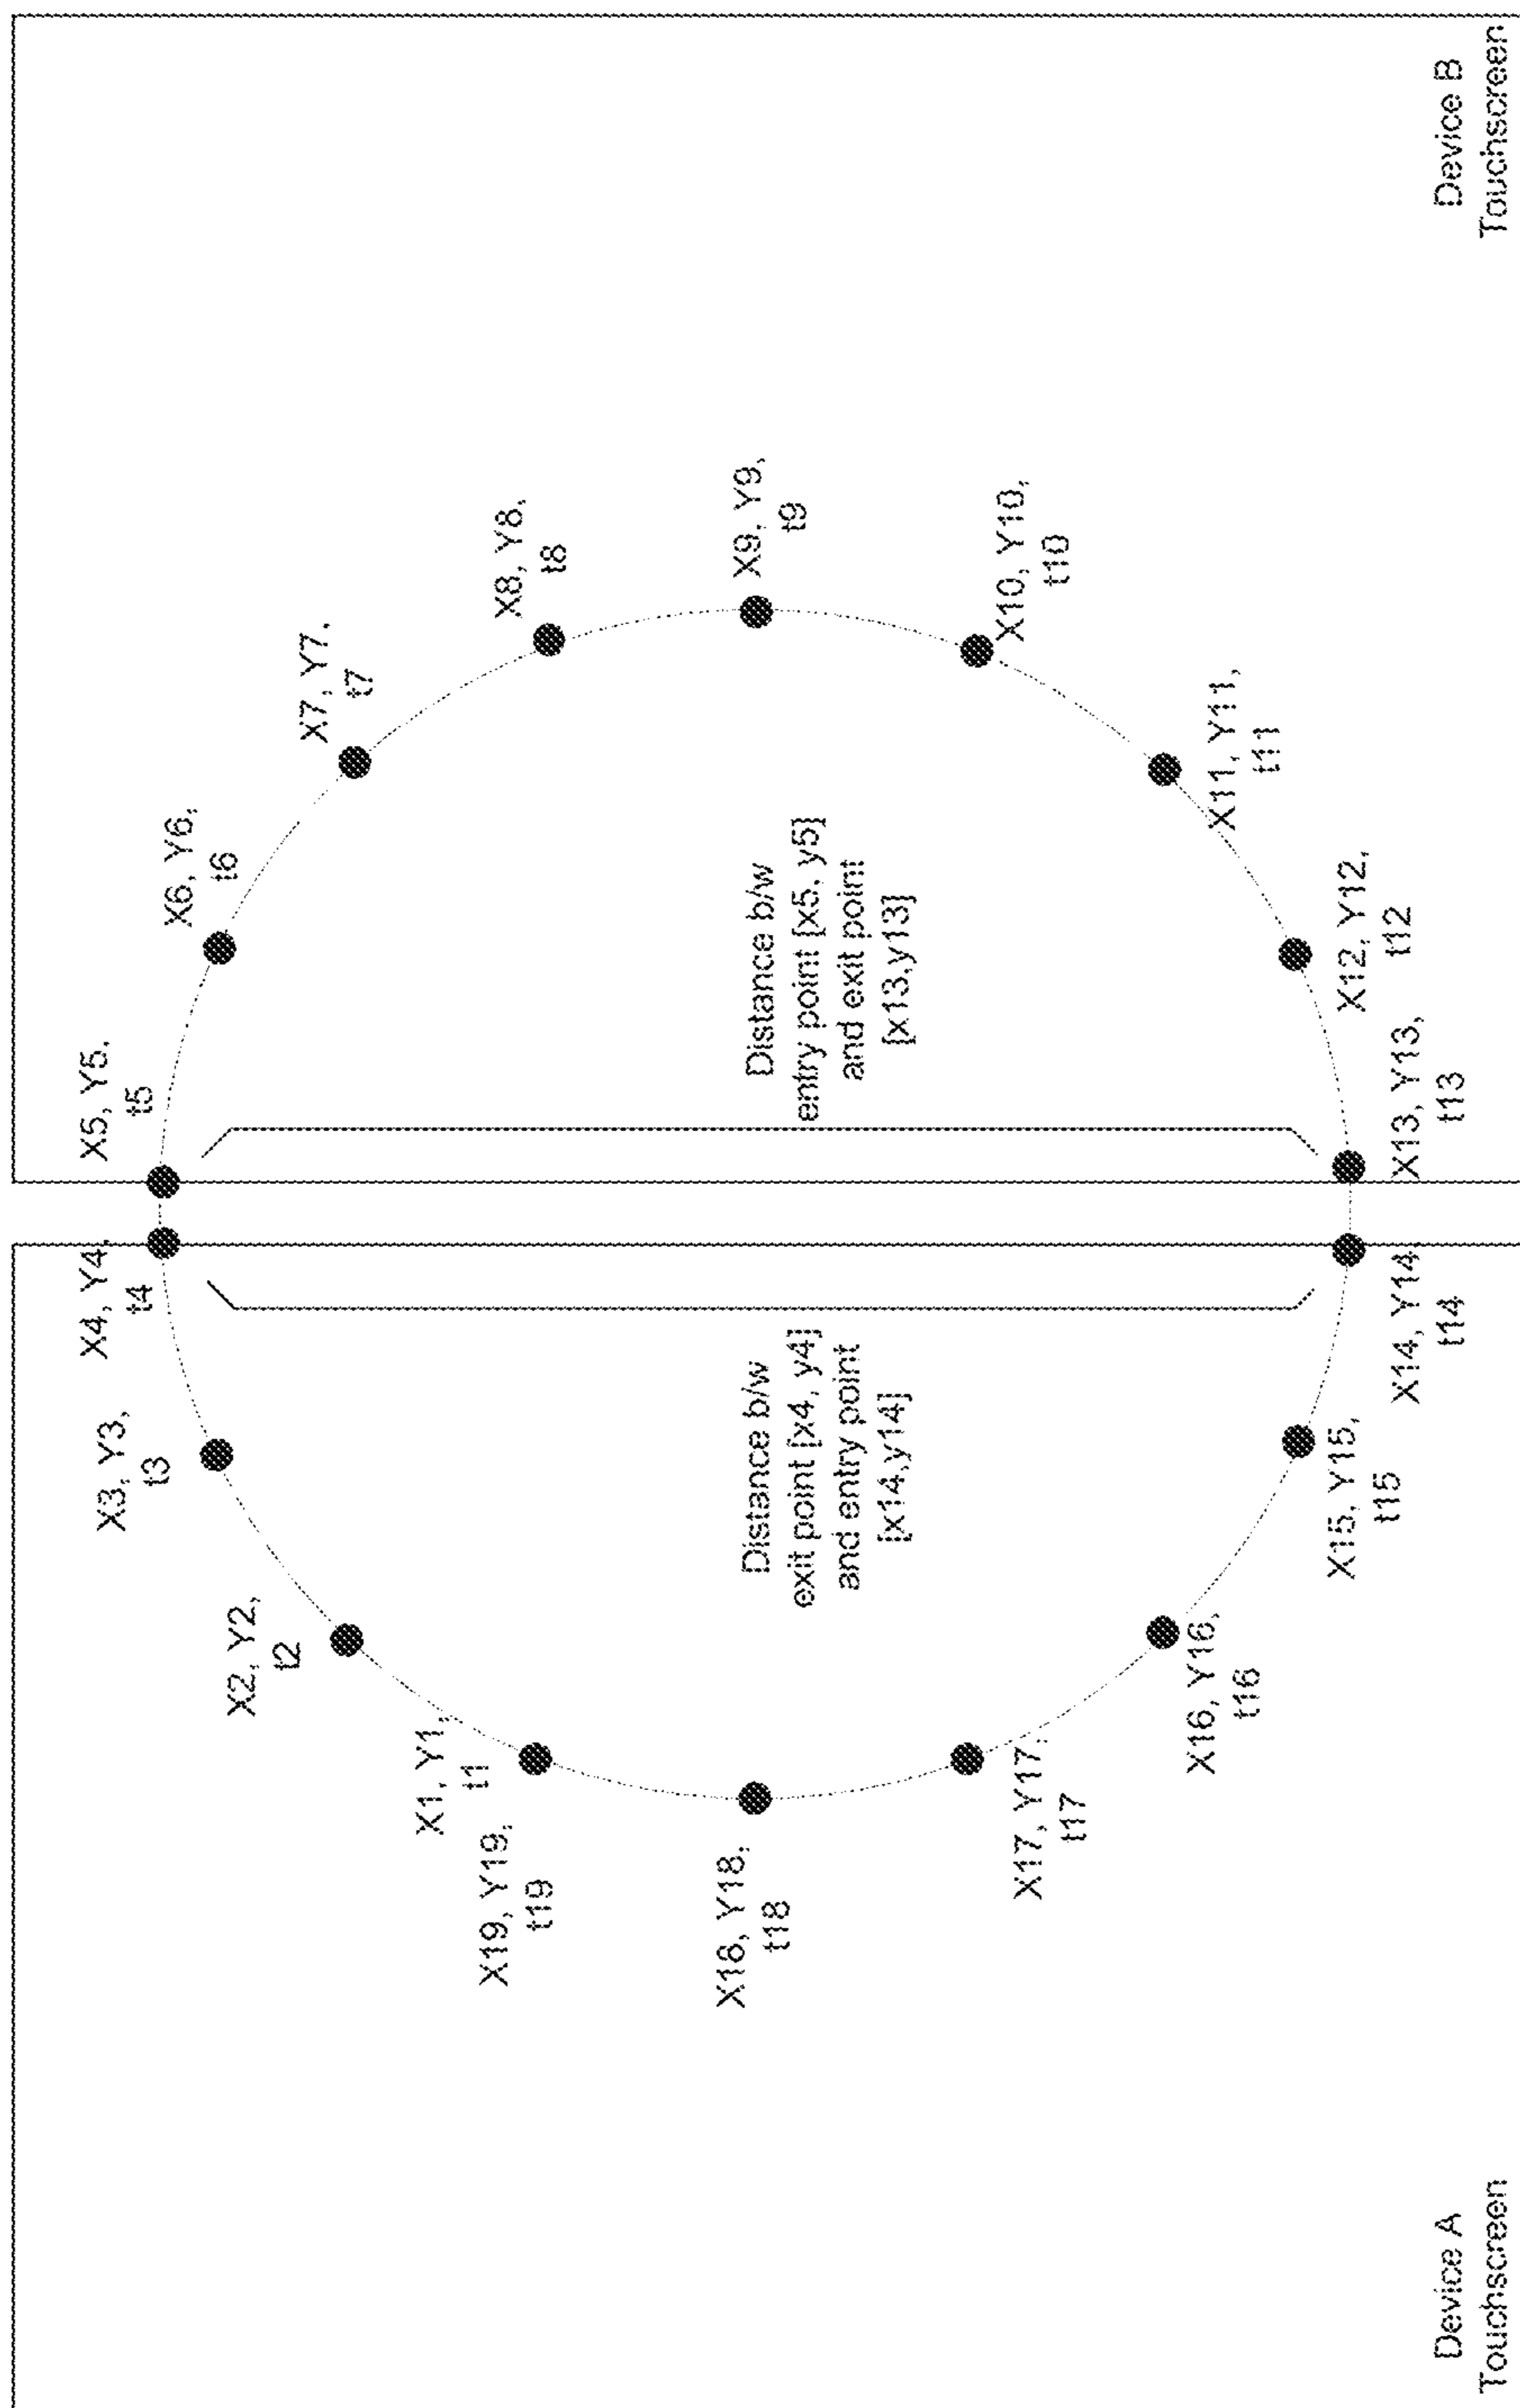 X1, Y1,
t1
X2, Y2,
t2
X3, Y3,
t3
X4, Y4,
t4
X5, Y5,
t5
X6, Y6,
t6
X7, Y7,
t7
X8, Y8,
t8
X9, Y9,
t9
X10, Y10,
t10
X11, Y11,
t11
X12, Y12,
t12
X13, Y13,
t13
X14, Y14,
t14
X15, Y15,
t15
X16, Y16,
t16
X17, Y17,
t17
X18, Y18,
t18
X19, Y19,
t19
Distance b/w
exit point [x4, y4]
and entry point
[x14,y14]
Distance b/w
entry point [x5, y5]
and exit point
[x13,y13]
Device A
Touchscreen
Device B
Touchscreen